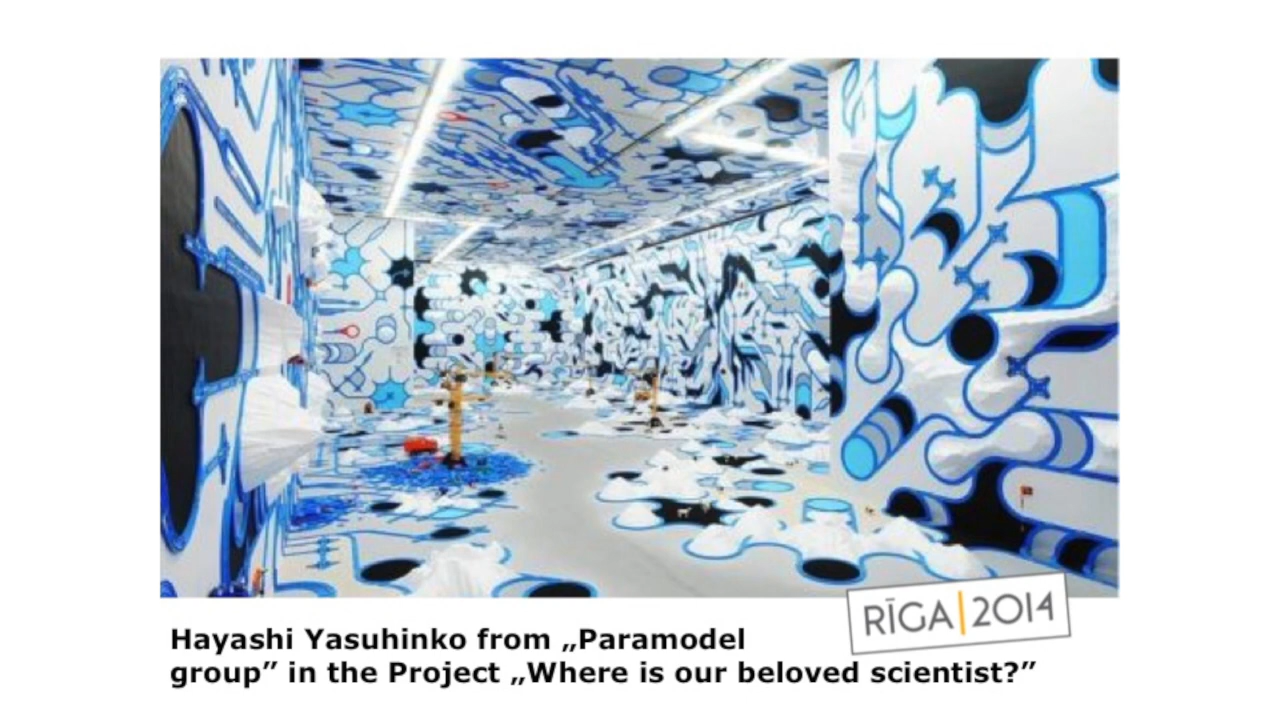 RĪGA|2014
Hayashi Yasuhinko from „Paramodel
group” in the Project „Where is our beloved scientist?”